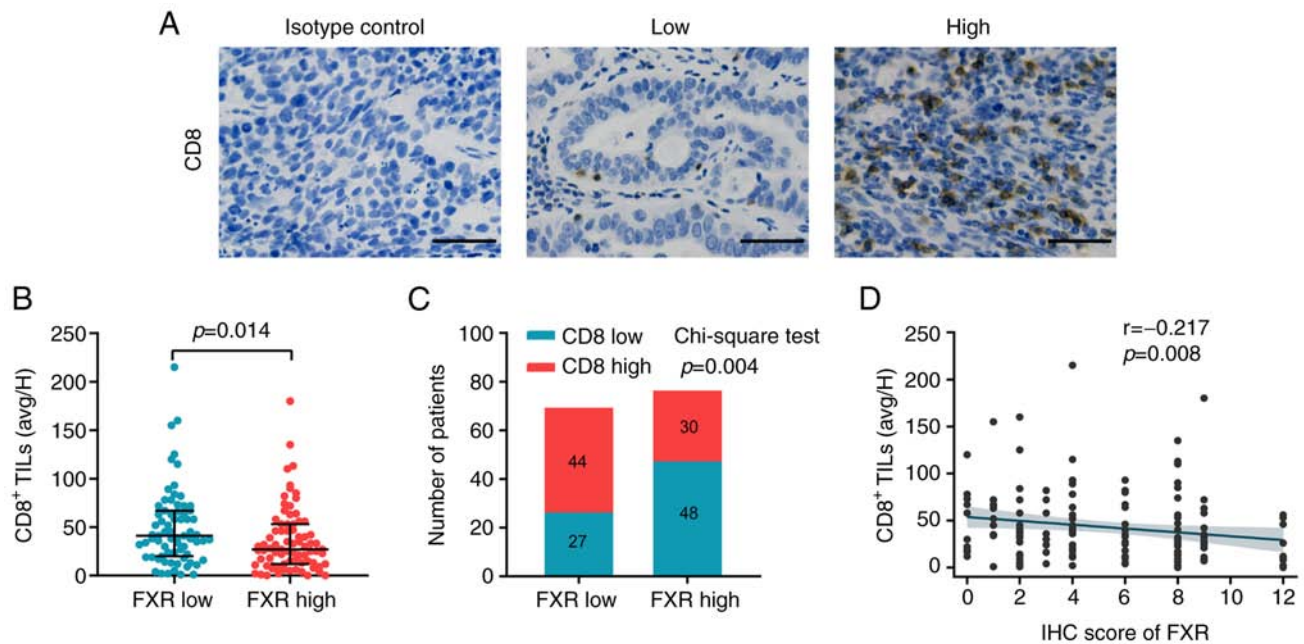 A
Isotype control
Low
High
CD8
B
p=0.014
250
200
150
100
50
0
CD8+ TILs (avg/H)
FXR low
FXR high
C
CD8 low
CD8 high
Chi-square test
p=0.004
100
80
60
40
20
0
Number of patients
44
27
30
48
FXR low
FXR high
D
r=−0.217
p=0.008
250
200
150
100
50
0
CD8+ TILs (avg/H)
0 2 4 6 8 10 12
IHC score of FXR